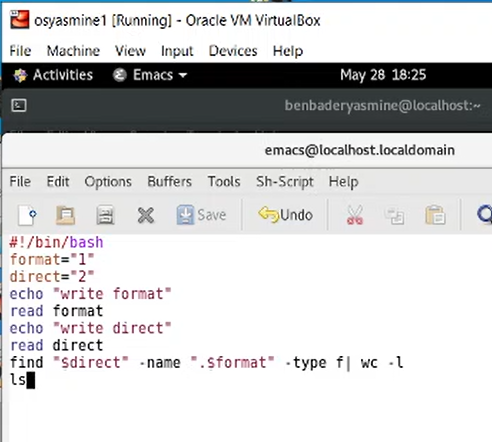 osyasmine1 [Running] - Oracle VM VirtualBox
File Machine View Input Devices Help
Activities Emacs May 28 18:25
benbaderyasmine@localhost:~
emacs@localhost.localdomain
File Edit Options Buffers Tools Sh-Script Help
Save Undo
#!/bin/bash
format="1"
direct="2"
echo "write format"
read format
echo "write direct"
read direct
find "$direct" -name ".$format" -type f| wc -l
ls